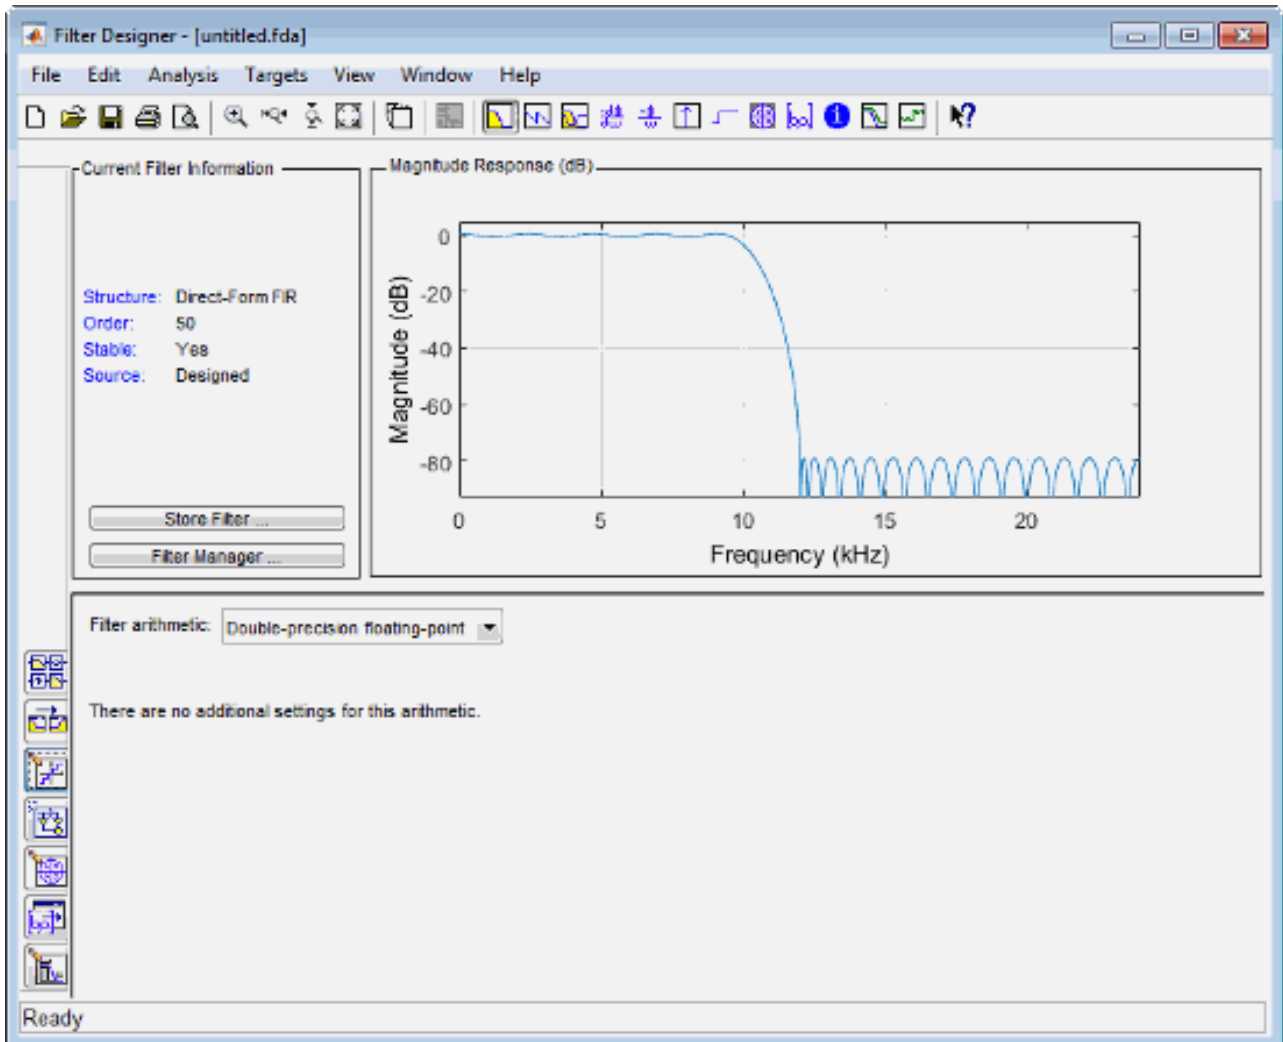 Filter Designer - [untitled.fda]
File Edit Analysis Targets View Window Help
Current Filter Information
Structure: Direct-Form FIR
Order: 50
Stable: Yes
Source: Designed
Store Filter ...
Filter Manager ...
Magnitude Response (dB)
Magnitude (dB)
0
-20
-40
-60
-80
0 5 10 15 20
Frequency (kHz)
Filter arithmetic: Double-precision floating-point
There are no additional settings for this arithmetic.
Ready